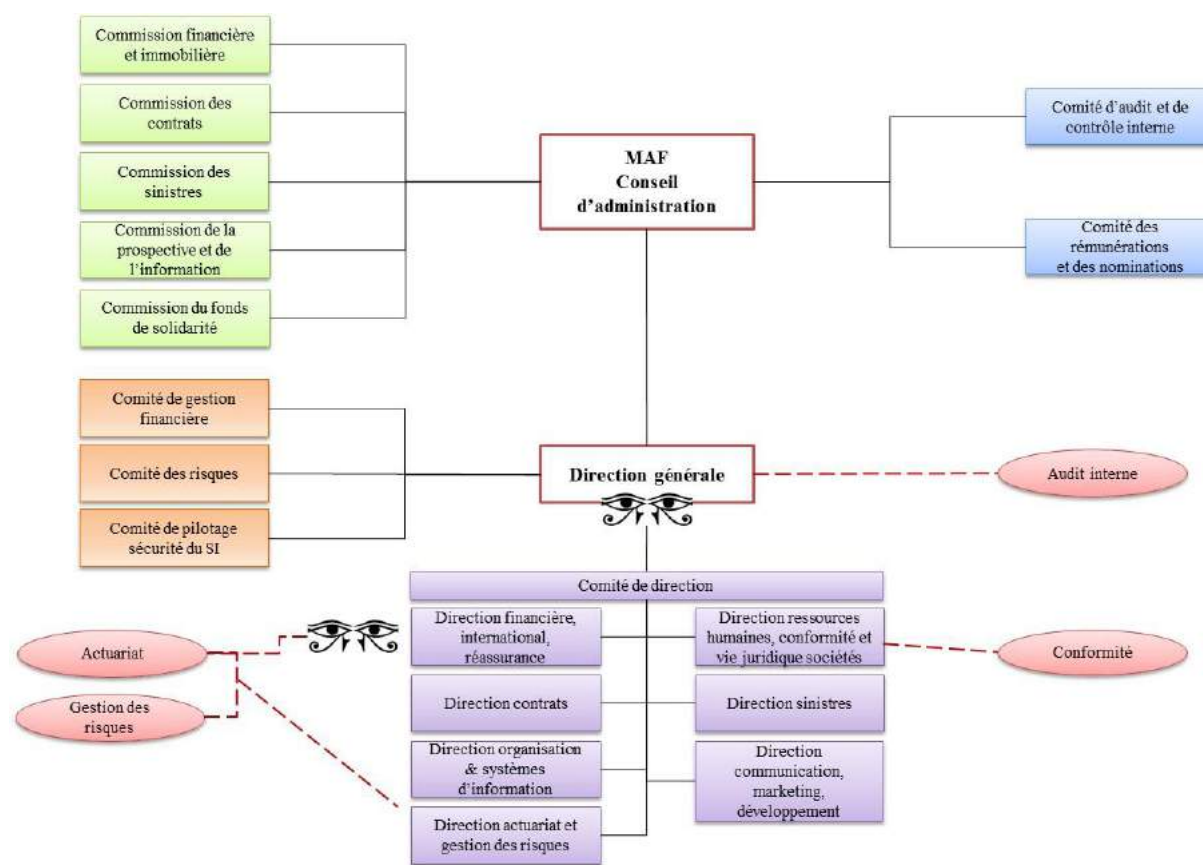 Commission financière
et immobilière
Commission des
contrats
Commission des
sinistres
Commission de la
prospective et de
l’information
Commission du fonds
de solidarité
MAF
Conseil
d’administration
Comité d’audit et de
contrôle interne
Comité des
rémunérations
et des nominations
Comité de gestion
financière
Comité des risques
Comité de pilotage
sécurité du SI
Direction générale
Audit interne
Comité de direction
Direction financière,
international,
réassurance
Direction ressources
humaines, conformité et
vie juridique sociétés
Actuariat
Gestion des
risques
Conformité
Direction contrats
Direction sinistres
Direction organisation
& systèmes
d’information
Direction
communication,
marketing,
développement
Direction actuariat et
gestion des risques